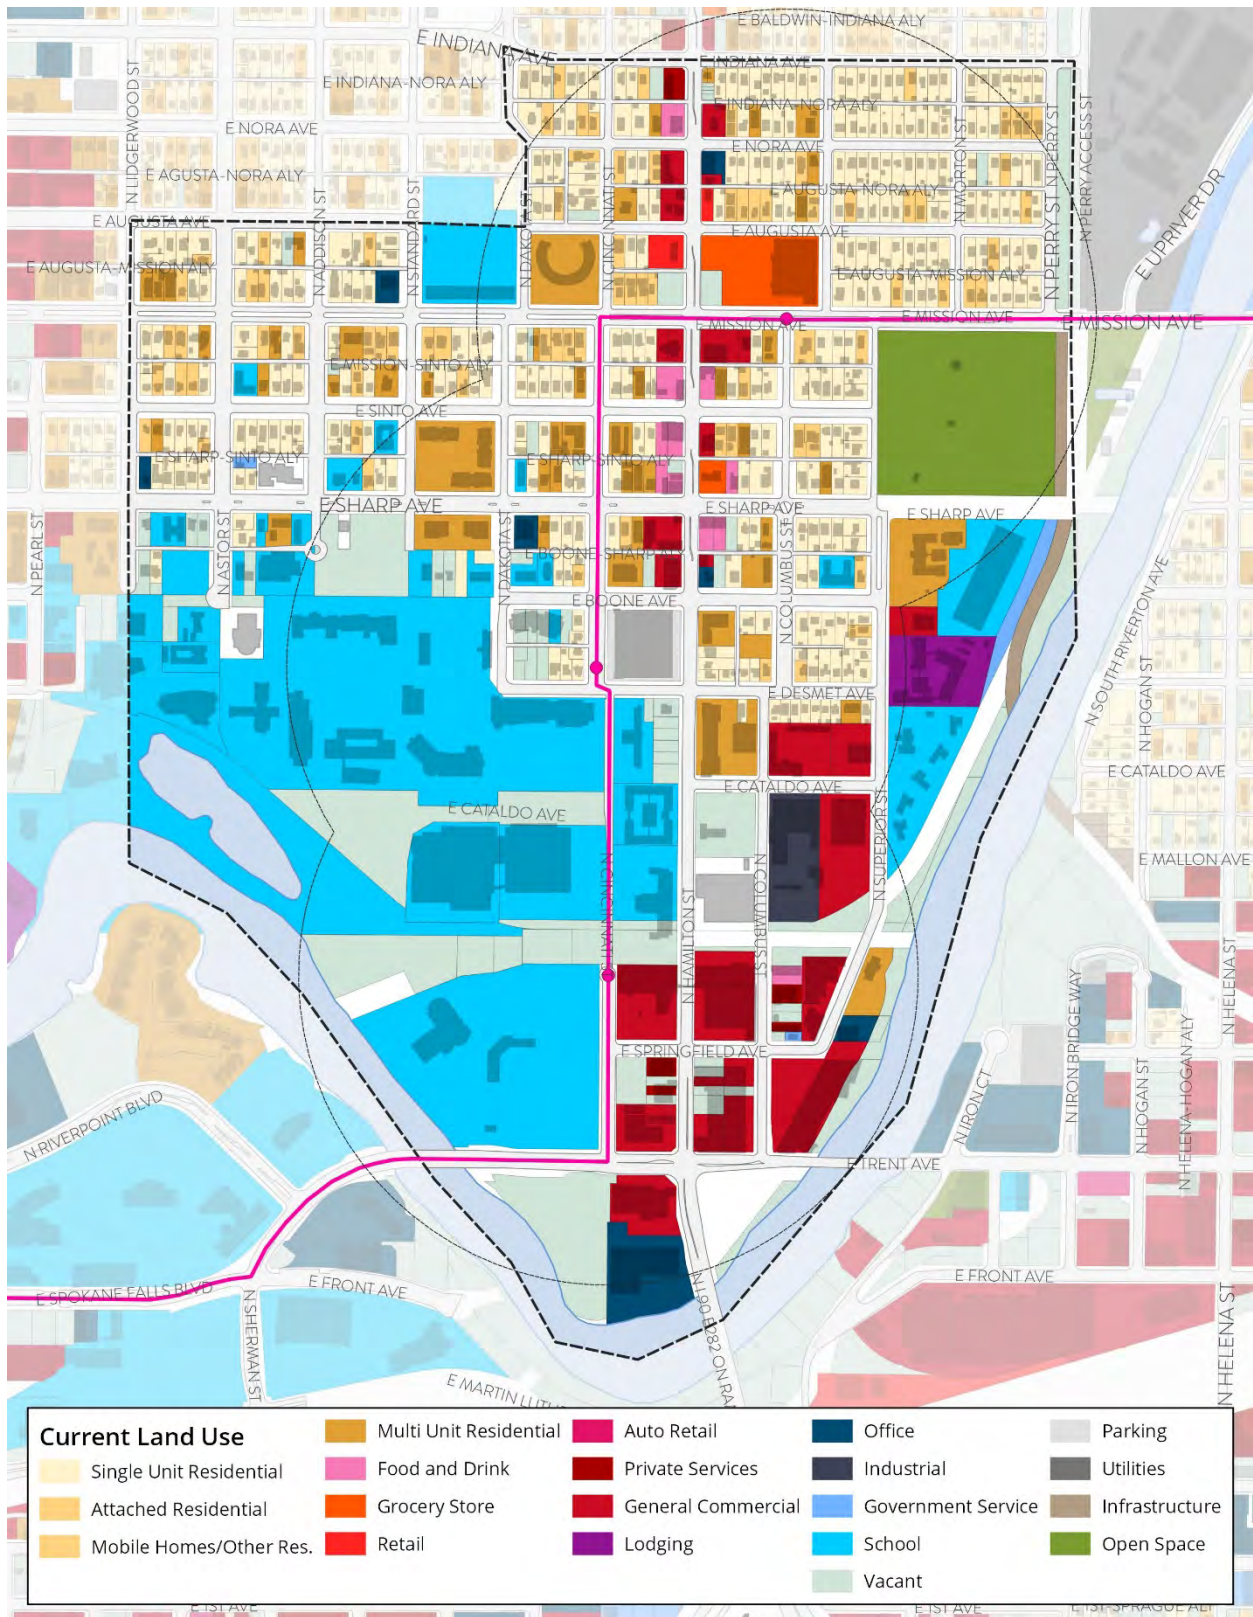 E BALDWIN-INDIANA ALY
E INDIANA AVE
E INDIANA AVE
E INDIANA-NORA ALY
E INDIANA-NORA ALY
N LIDGERWOOD ST
E NORA AVE
E NORA AVE
N MORTON ST
N PERRY ST
N PERRY ACCESS ST
E AGUSTA-NORA ALY
E AUGUSTA-NORA ALY
N CINCINNATI ST
N STANDARD ST
N ADDISON ST
E AUGUSTA AVE
E AUGUSTA AVE
E UPRIVER DR
N PERRY ST
E AUGUSTA-MISSION ALY
E AUGUSTA-MISSION ALY
E MISSION AVE
E MISSION AVE
E MISSION AVE
E MISSION-SINTO ALY
E SINTO AVE
E SHARP-SINTO ALY
E SHARP-SINTO ALY
E SHARP AVE
E SHARP AVE
E SHARP AVE
N PEARL ST
N ASTOR ST
N DAKOTA ST
E BOONE-SHARP ALY
N COLUMBUS ST
E BOONE AVE
N SOUTH RIVERTON AVE
N HOGAN ST
E DESMET AVE
E CATALDO AVE
E CATALDO AVE
E CATALDO AVE
N SUPERIOR ST
E MALLON AVE
N CINCINNATI ST
N HAMILTON ST
N COLUMBUS ST
N HELENA ST
N IRON BRIDGE WAY
N HELENA-HOGAN ALY
N HOGAN ST
E SPRINGFIELD AVE
N IRON CT
N RIVERPOINT BLVD
E TRENT AVE
E SPOKANE FALLS BLVD
E FRONT AVE
E FRONT AVE
N SHERMAN ST
N HELENA ST
E MARTIN
Current Land Use
Single Unit Residential
Attached Residential
Mobile Homes/Other Res.
Multi Unit Residential
Food and Drink
Grocery Store
Retail
Auto Retail
Private Services
General Commercial
Lodging
Office
Industrial
Government Service
School
Vacant
Parking
Utilities
Infrastructure
Open Space
E 1ST AVE
E 1ST AVE